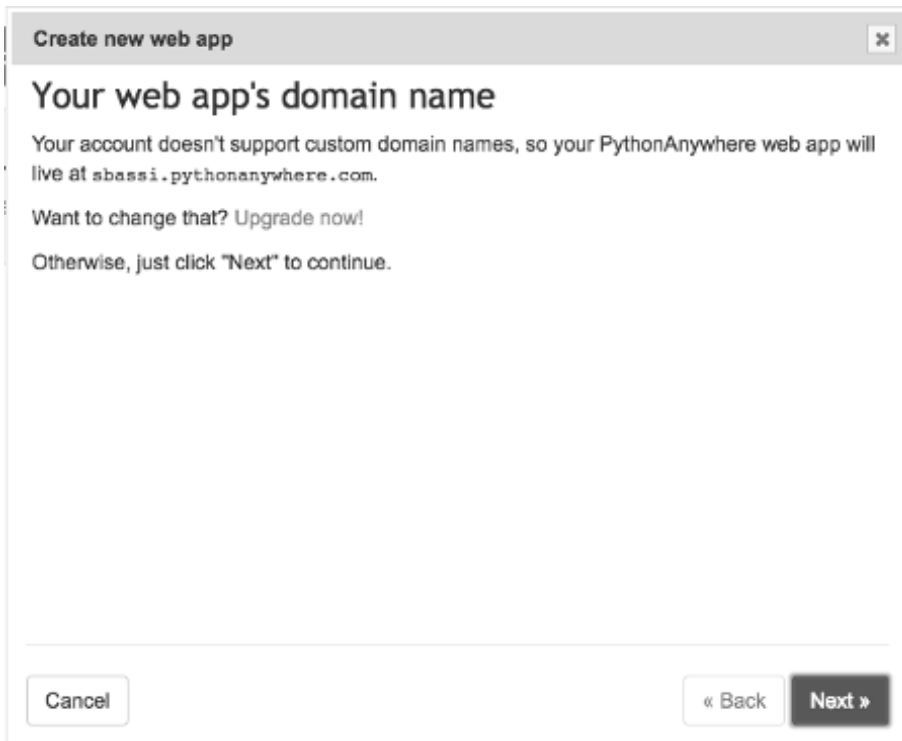 Create new web app
Your web app's domain name
Your account doesn't support custom domain names, so your PythonAnywhere web app will
live at sbassi.pythonanywhere.com.
Want to change that? Upgrade now!
Otherwise, just click "Next" to continue.
Cancel
« Back
Next »